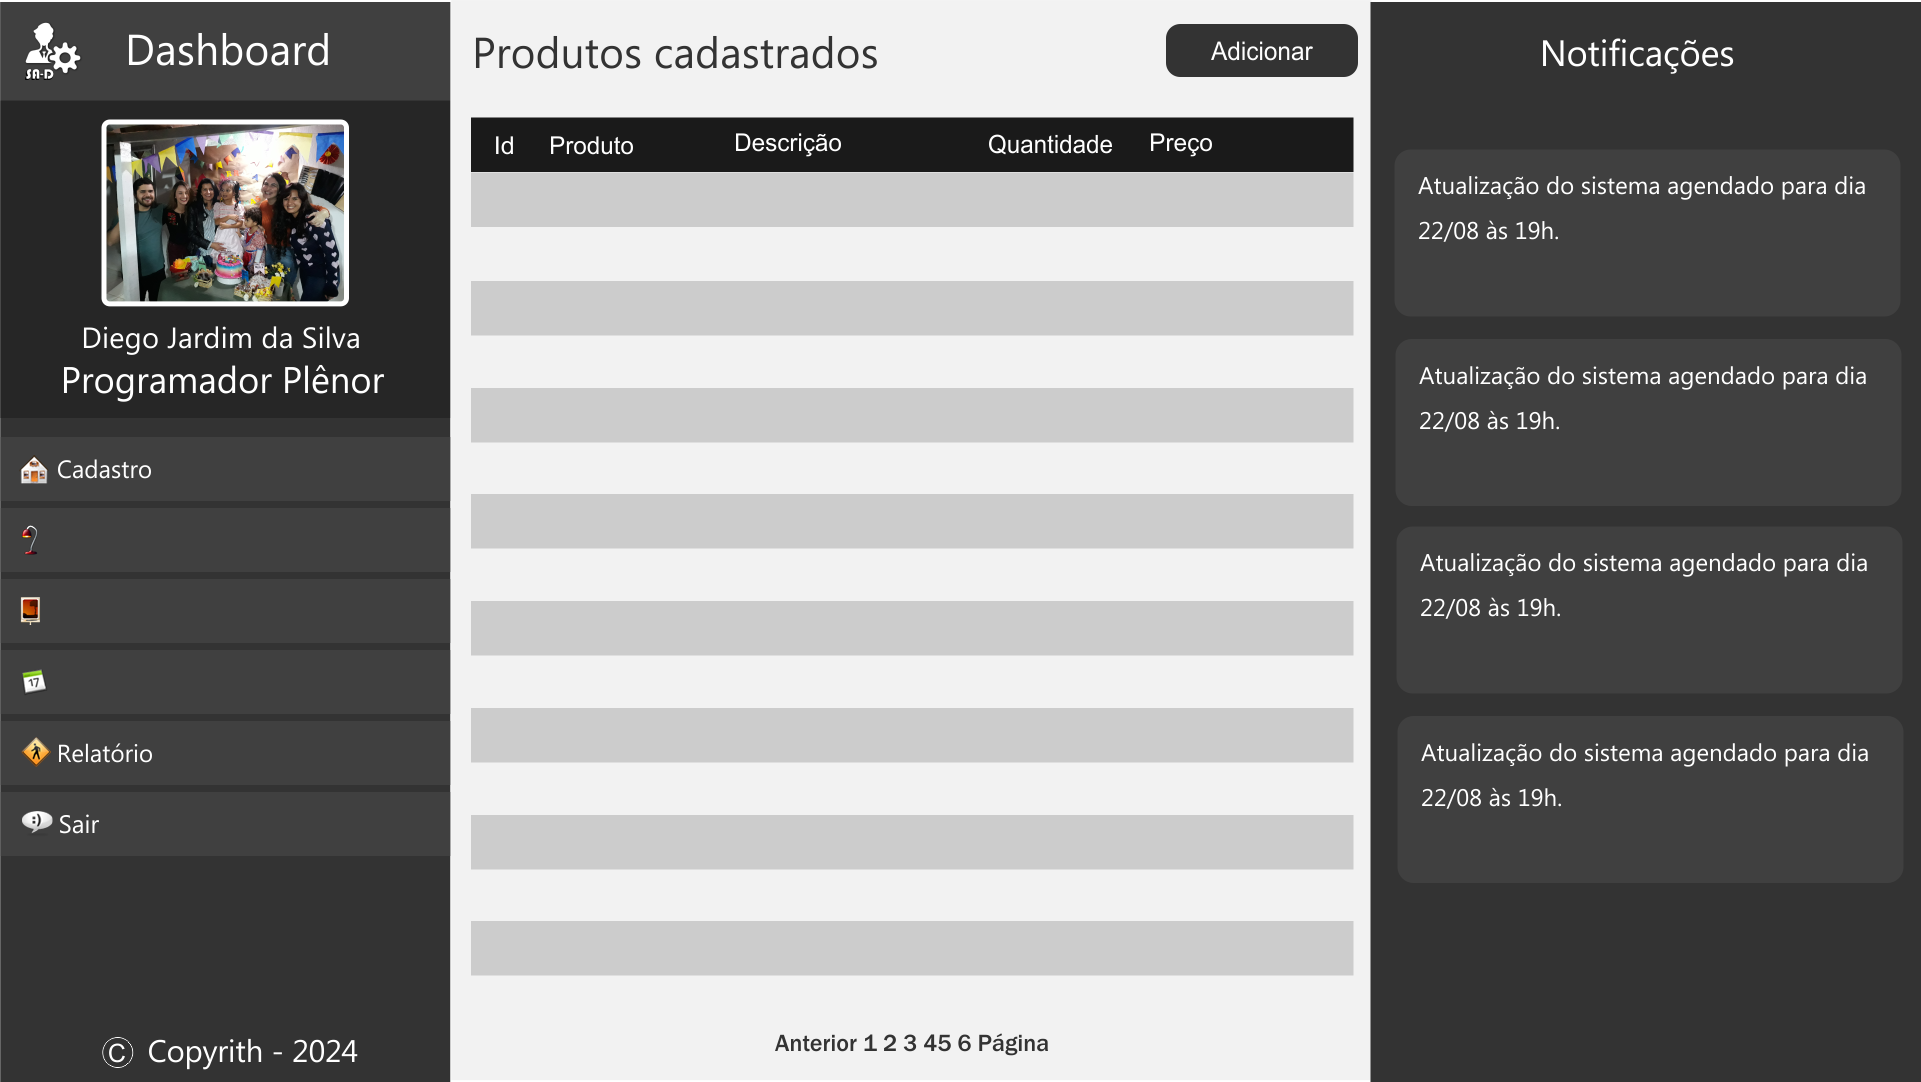 SA-D
Dashboard
Diego Jardim da Silva
Programador Plênor
Cadastro
17
Relatório
:)
Sair
© Copyrith - 2024
Produtos cadastrados
Adicionar
Id Produto Descrição Quantidade Preço
Anterior 1 2 3 45 6 Página
Notificações
Atualização do sistema agendado para dia
22/08 às 19h.
Atualização do sistema agendado para dia
22/08 às 19h.
Atualização do sistema agendado para dia
22/08 às 19h.
Atualização do sistema agendado para dia
22/08 às 19h.